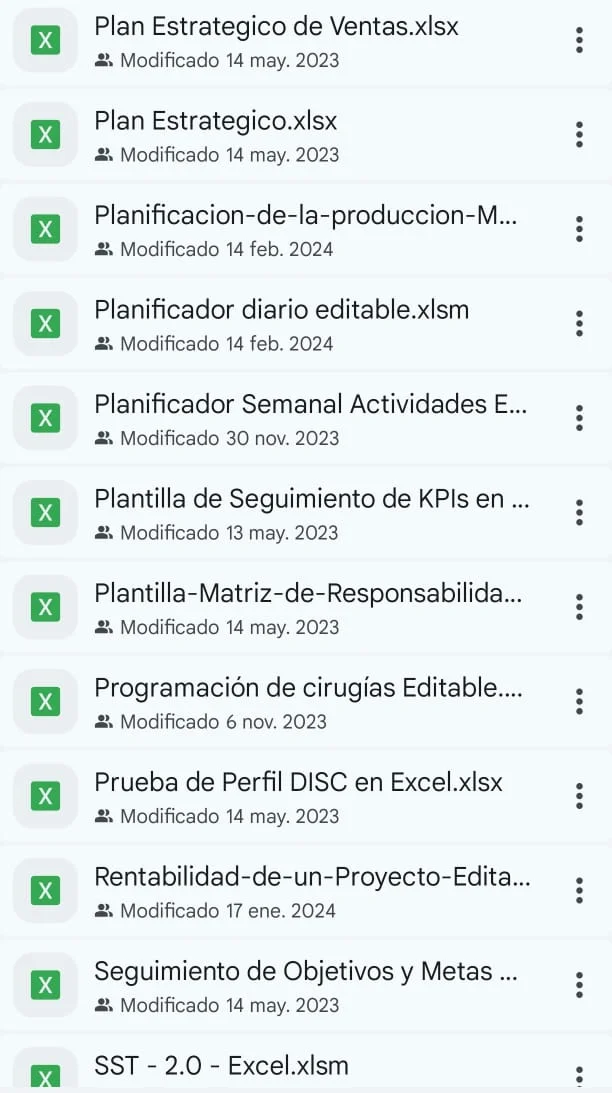 X Plan Estrategico de Ventas.xlsx
Modificado 14 may. 2023
X Plan Estrategico.xlsx
Modificado 14 may. 2023
X Planificacion-de-la-produccion-M...
Modificado 14 feb. 2024
X Planificador diario editable.xlsm
Modificado 14 feb. 2024
X Planificador Semanal Actividades E...
Modificado 30 nov. 2023
X Plantilla de Seguimiento de KPIs en ...
Modificado 13 may. 2023
X Plantilla-Matriz-de-Responsabilida...
Modificado 14 may. 2023
X Programación de cirugías Editable....
Modificado 6 nov. 2023
X Prueba de Perfil DISC en Excel.xlsx
Modificado 14 may. 2023
X Rentabilidad-de-un-Proyecto-Edita...
Modificado 17 ene. 2024
X Seguimiento de Objetivos y Metas ...
Modificado 14 may. 2023
X SST - 2.0 - Excel.xlsm